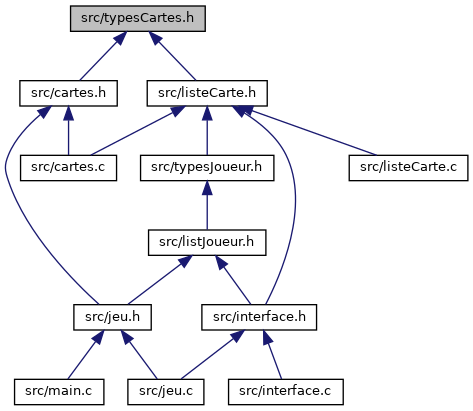 src/typesCartes.h
src/cartes.h
src/listeCarte.h
src/cartes.c
src/typesJoueur.h
src/listeCarte.c
src/listJoueur.h
src/jeu.h
src/interface.h
src/main.c
src/jeu.c
src/interface.c